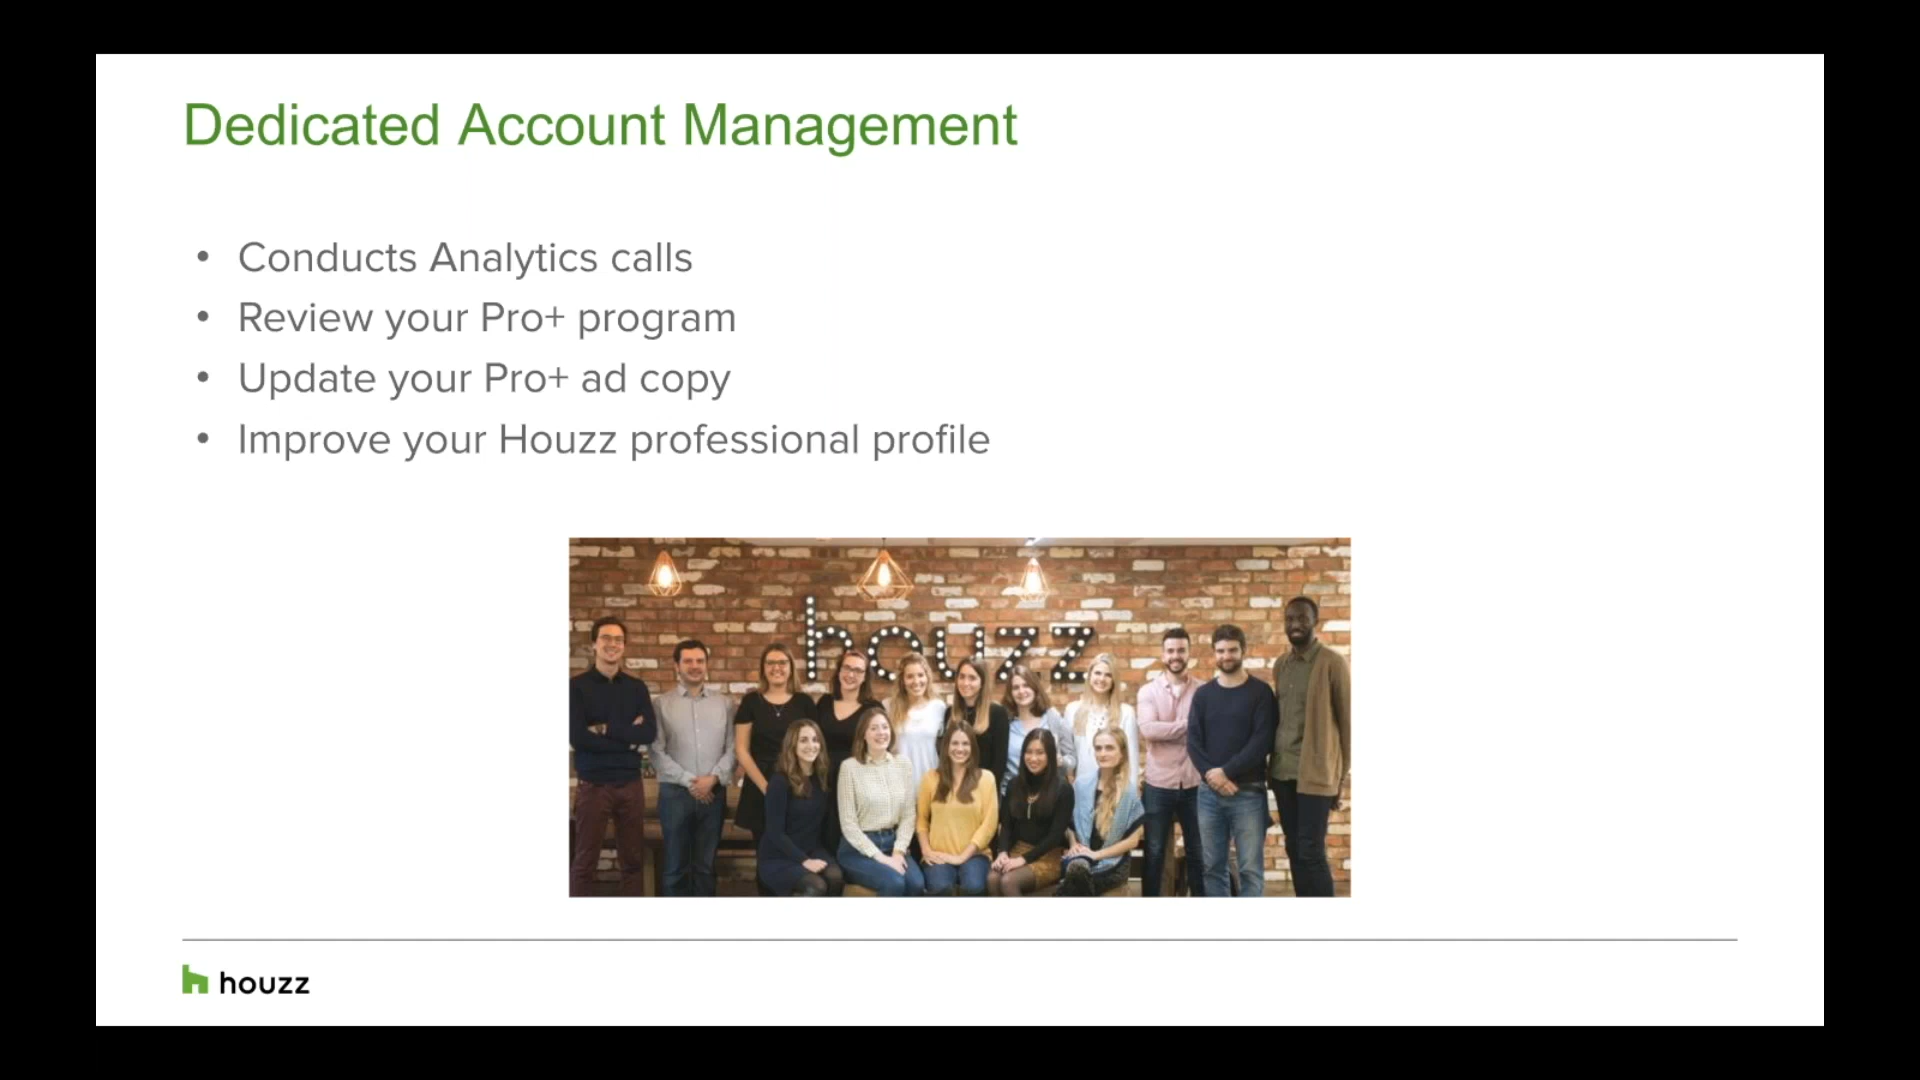 Dedicated Account Management
• Conducts Analytics calls
• Review your Pro+ program
• Update your Pro+ ad copy
• Improve your Houzz professional profile
houzz
houzz